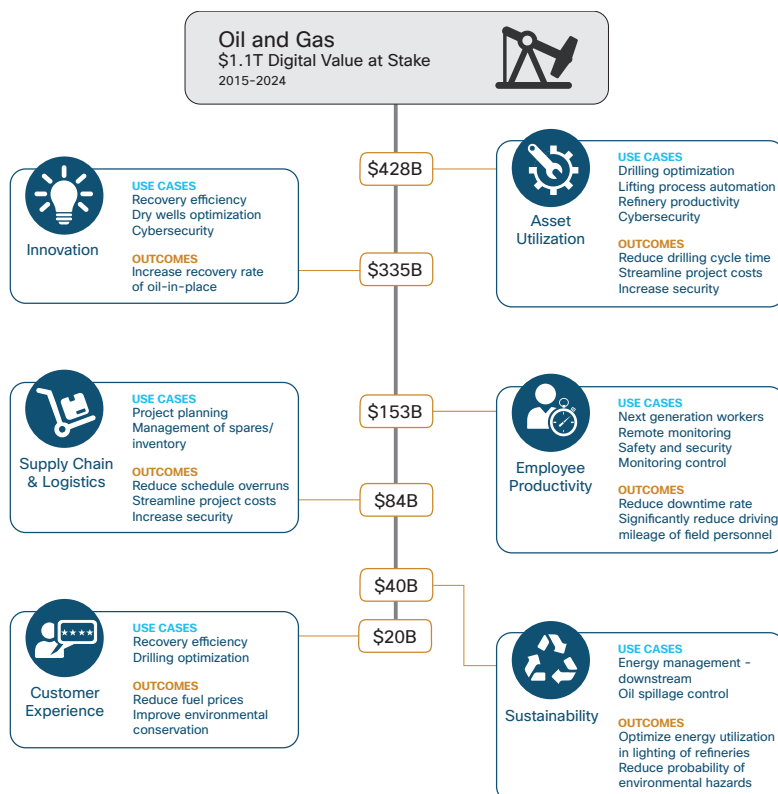 Oil and Gas
$1.1T Digital Value at Stake
2015-2024
$428B
USE CASES
Drilling optimization
Lifting process automation
Refinery productivity
Cybersecurity
Asset
Utilization
OUTCOMES
Reduce drilling cycle time
Streamline project costs
Increase security
USE CASES
Recovery efficiency
Dry wells optimization
Cybersecurity
Innovation
OUTCOMES
Increase recovery rate
of oil-in-place
$335B
$153B
USE CASES
Next generation workers
Remote monitoring
Safety and security
Monitoring control
Employee
Productivity
OUTCOMES
Reduce downtime rate
Significantly reduce driving
mileage of field personnel
USE CASES
Project planning
Management of spares/
inventory
Supply Chain
& Logistics
OUTCOMES
Reduce schedule overruns
Streamline project costs
Increase security
$84B
$40B
$20B
USE CASES
Recovery efficiency
Drilling optimization
Customer
Experience
OUTCOMES
Reduce fuel prices
Improve environmental
conservation
USE CASES
Energy management -
downstream
Oil spillage control
Sustainability
OUTCOMES
Optimize energy utilization
in lighting of refineries
Reduce probability of
environmental hazards